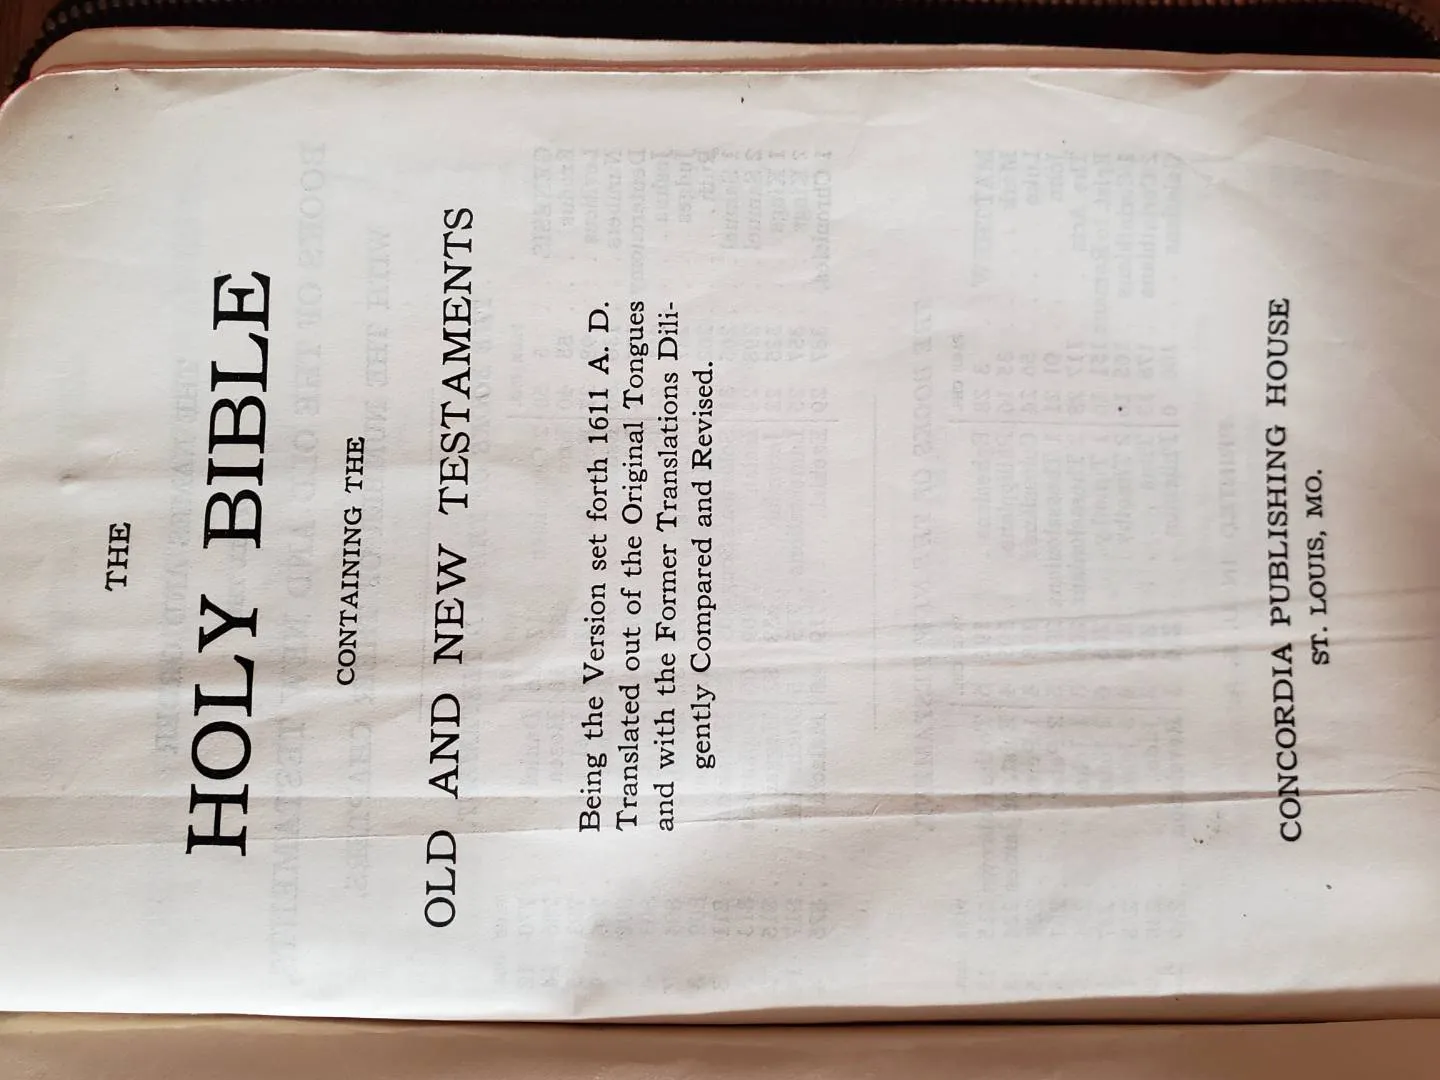 THE
HOLY BIBLE
CONTAINING THE
OLD AND NEW TESTAMENTS
Being the Version set forth 1611 A. D.
Translated out of the Original Tongues
and with the Former Translations Dili-
gently Compared and Revised.
CONCORDIA PUBLISHING HOUSE
ST. LOUIS, MO.